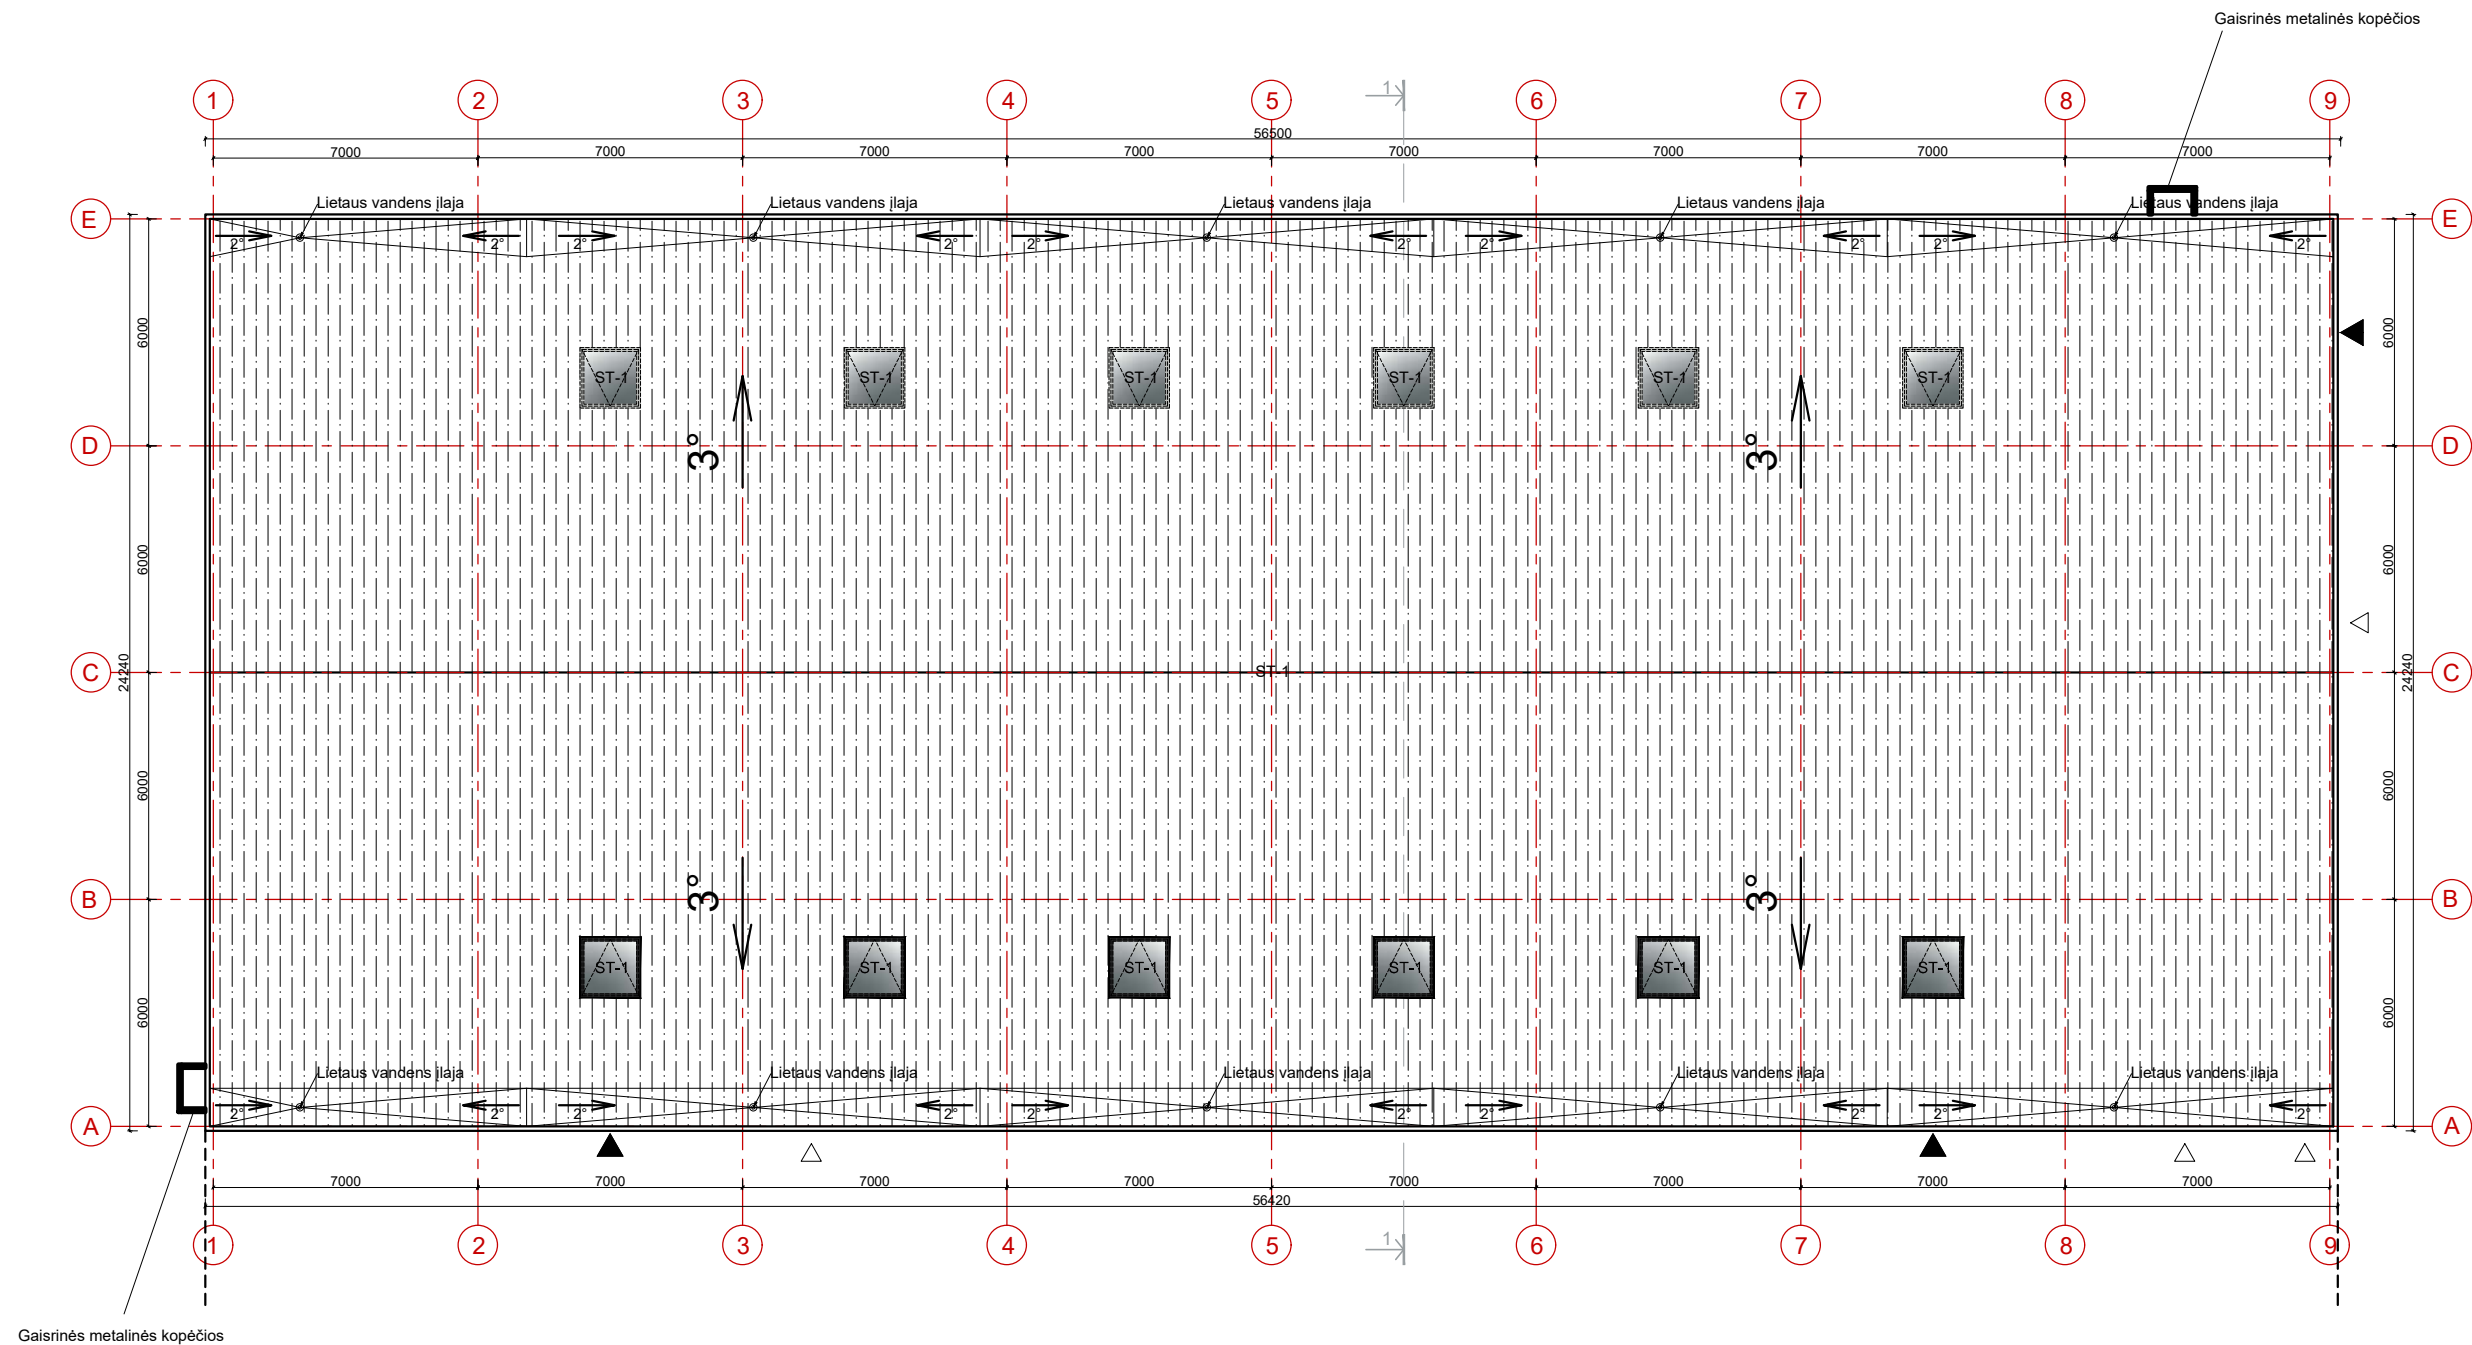 Gaisrinės metalinės kopėčios
1 2 3 4 5 1 6 7 8 9
56500
7000 7000 7000 7000 7000 7000 7000 7000
Lietaus vandens įlaja Lietaus vandens įlaja Lietaus vandens įlaja Lietaus vandens įlaja Lietaus vandens įlaja
E E
2° 2° 2° 2° 2° 2° 2° 2° 2° 2°
6000 6000
ST-1 ST-1 ST-1 ST-1 ST-1 ST-1
D 3° 3° D
6000 6000
C 24240 ST-1 24240 C
6000 6000
B 3° 3° B
ST-1 ST-1 ST-1 ST-1 ST-1 ST-1
6000 6000
Lietaus vandens įlaja Lietaus vandens įlaja Lietaus vandens įlaja Lietaus vandens įlaja Lietaus vandens įlaja
2° 2° 2° 2° 2° 2° 2° 2° 2° 2°
A A
7000 7000 7000 7000 7000 7000 7000 7000
56420
1 2 3 4 5 1 6 7 8 9
Gaisrinės metalinės kopėčios